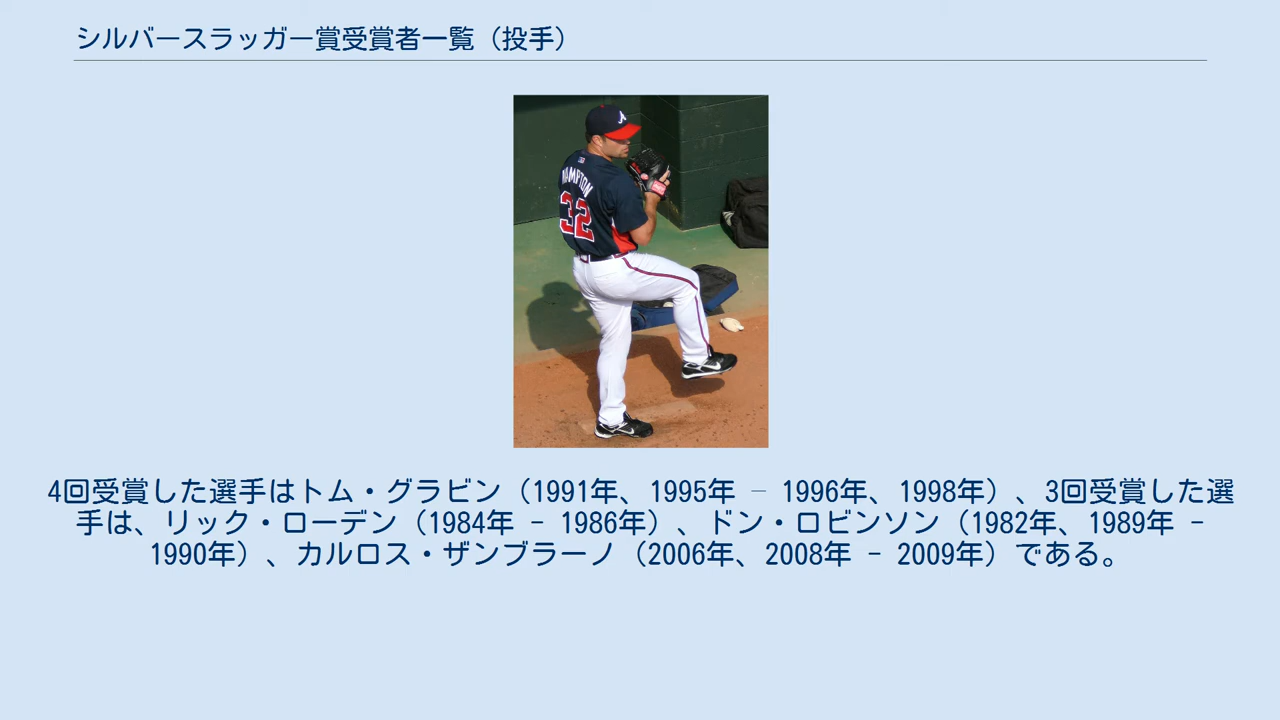 シルバースラッガー賞受賞者一覧（投手）
A
HAMPTON
32
4回受賞した選手はトム・グラビン（1991年、1995年 – 1996年、1998年）、3回受賞した選
手は、リック・ローデン（1984年 - 1986年）、ドン・ロビンソン（1982年、1989年 -
1990年）、カルロス・ザンブラーノ（2006年、2008年 - 2009年）である。